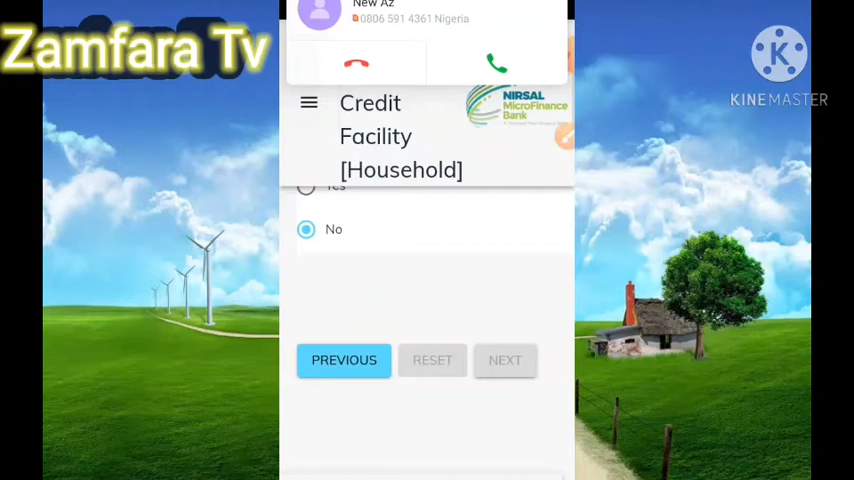 Zamfara Tv
New Az
0806 591 4361 Nigeria
Credit
Facility
[Household]
NIRSAL
MicroFinance
Bank
KINEMASTER
Yes
No
PREVIOUS
RESET
NEXT